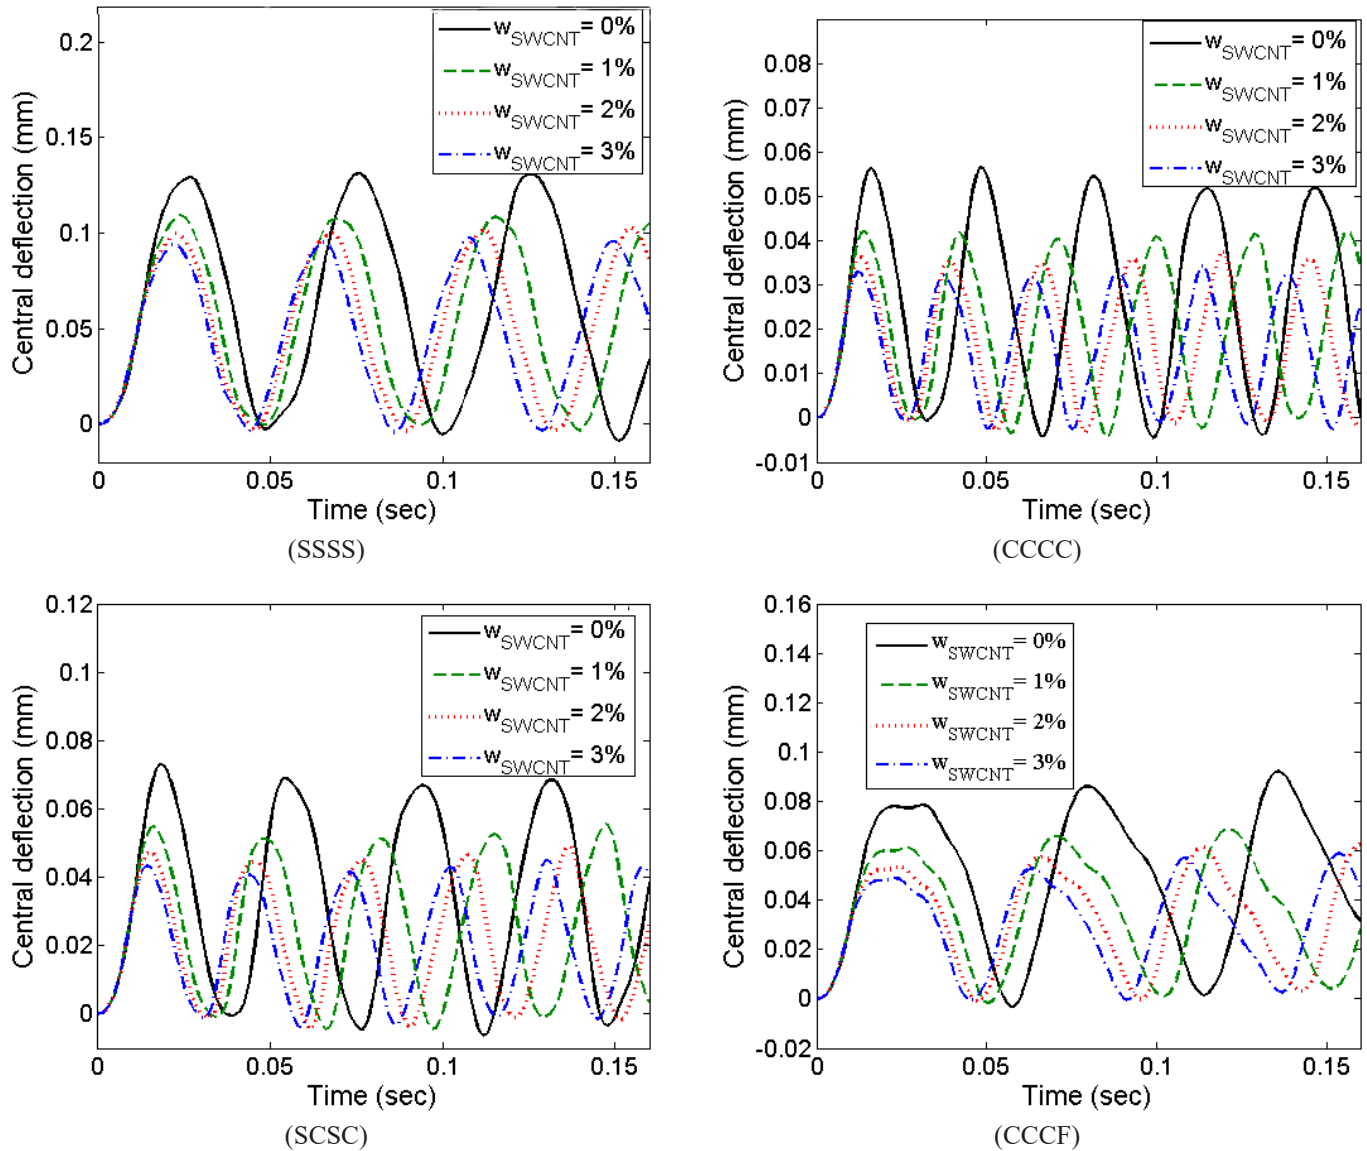 0.2
0.15
0.1
0.05
0
Central deflection (mm)
wSWCNT= 0%
wSWCNT= 1%
wSWCNT= 2%
wSWCNT= 3%
0 0.05 0.1 0.15
Time (sec)
(SSSS)
0.08
0.07
0.06
0.05
0.04
0.03
0.02
0.01
0
-0.01
Central deflection (mm)
wSWCNT= 0%
wSWCNT= 1%
wSWCNT= 2%
wSWCNT= 3%
0 0.05 0.1 0.15
Time (sec)
(CCCC)
0.12
0.1
0.08
0.06
0.04
0.02
0
Central deflection (mm)
wSWCNT= 0%
wSWCNT= 1%
wSWCNT= 2%
wSWCNT= 3%
0 0.05 0.1 0.15
Time (sec)
(SCSC)
0.16
0.14
0.12
0.1
0.08
0.06
0.04
0.02
0
-0.02
Central deflection (mm)
wSWCNT= 0%
wSWCNT= 1%
wSWCNT= 2%
wSWCNT= 3%
0 0.05 0.1 0.15
Time (sec)
(CCCF)